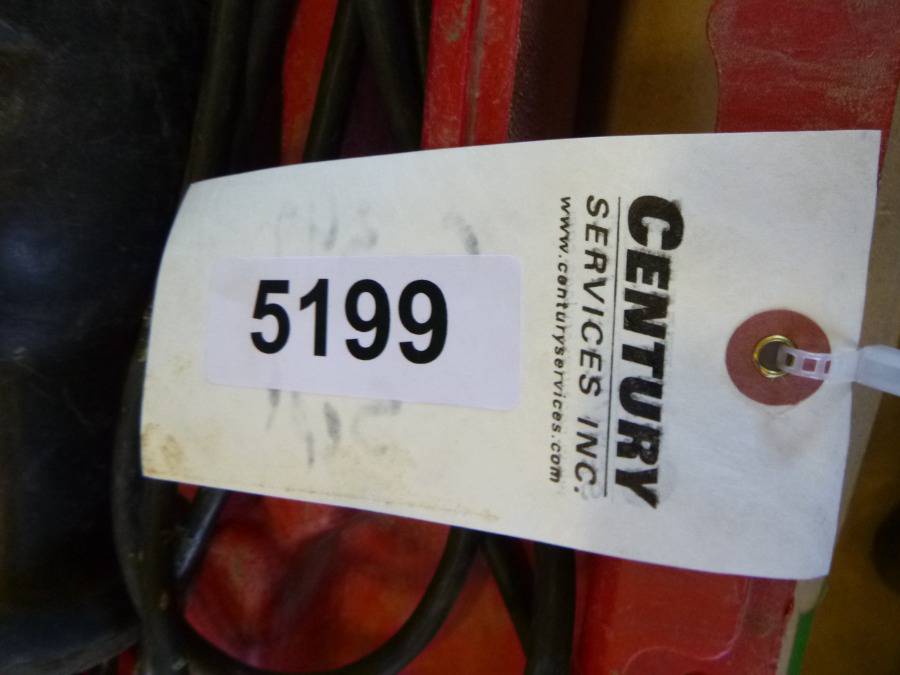 CENTURY
SERVICES INC.
www.centuryservices.com
5199